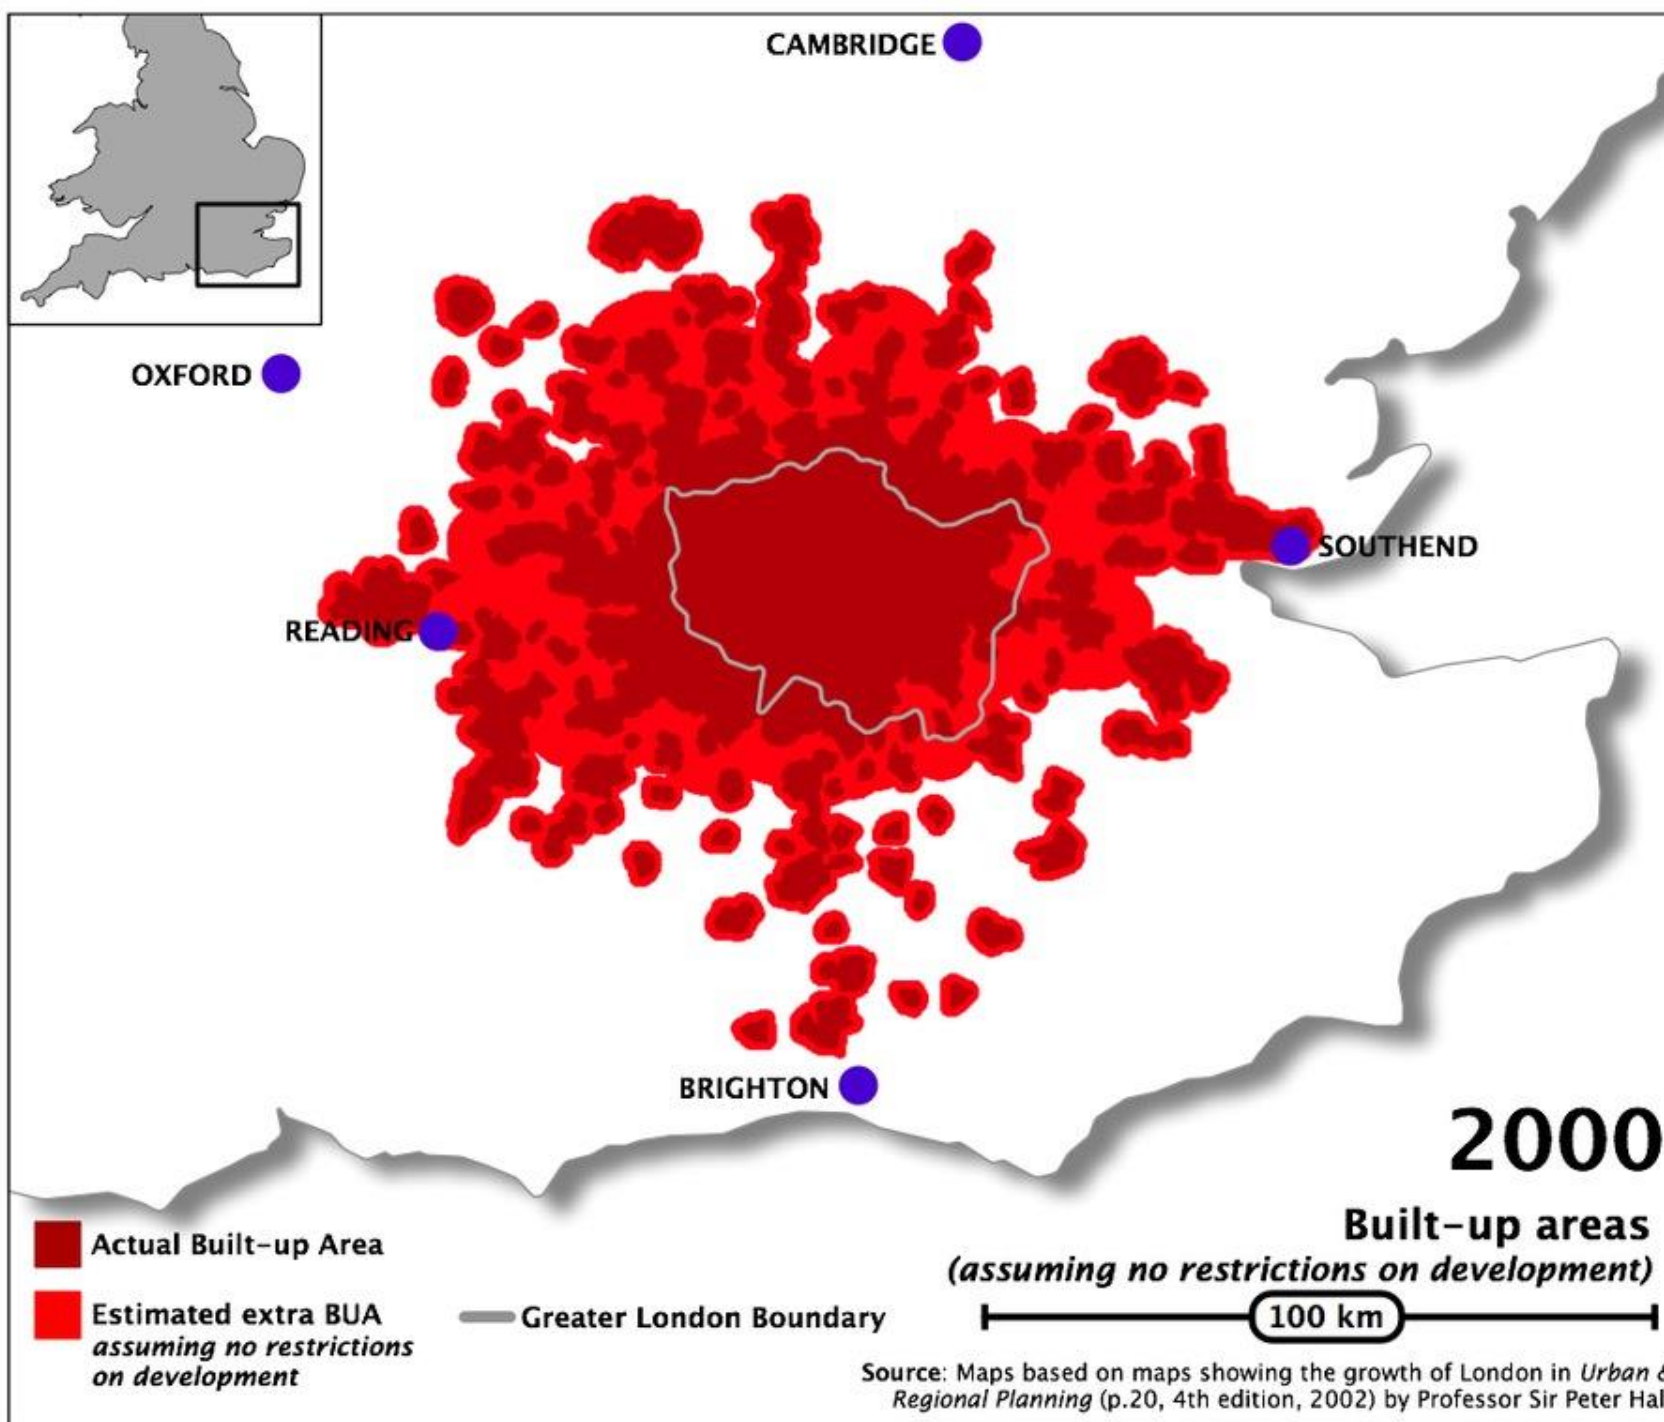 CAMBRIDGE
OXFORD
SOUTHEND
READING
BRIGHTON
2000
Built-up areas
(assuming no restrictions on development)
100 km
Actual Built-up Area
Estimated extra BUA
assuming no restrictions
on development
Greater London Boundary
Source: Maps based on maps showing the growth of London in Urban &
Regional Planning (p.20, 4th edition, 2002) by Professor Sir Peter Hal